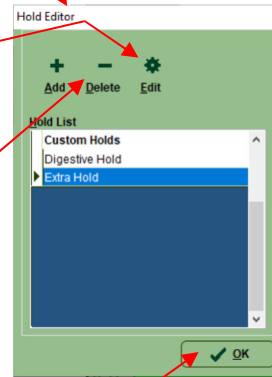 Hold Editor
Add Delete Edit
Hold List
Custom Holds
Digestive Hold
Extra Hold
OK